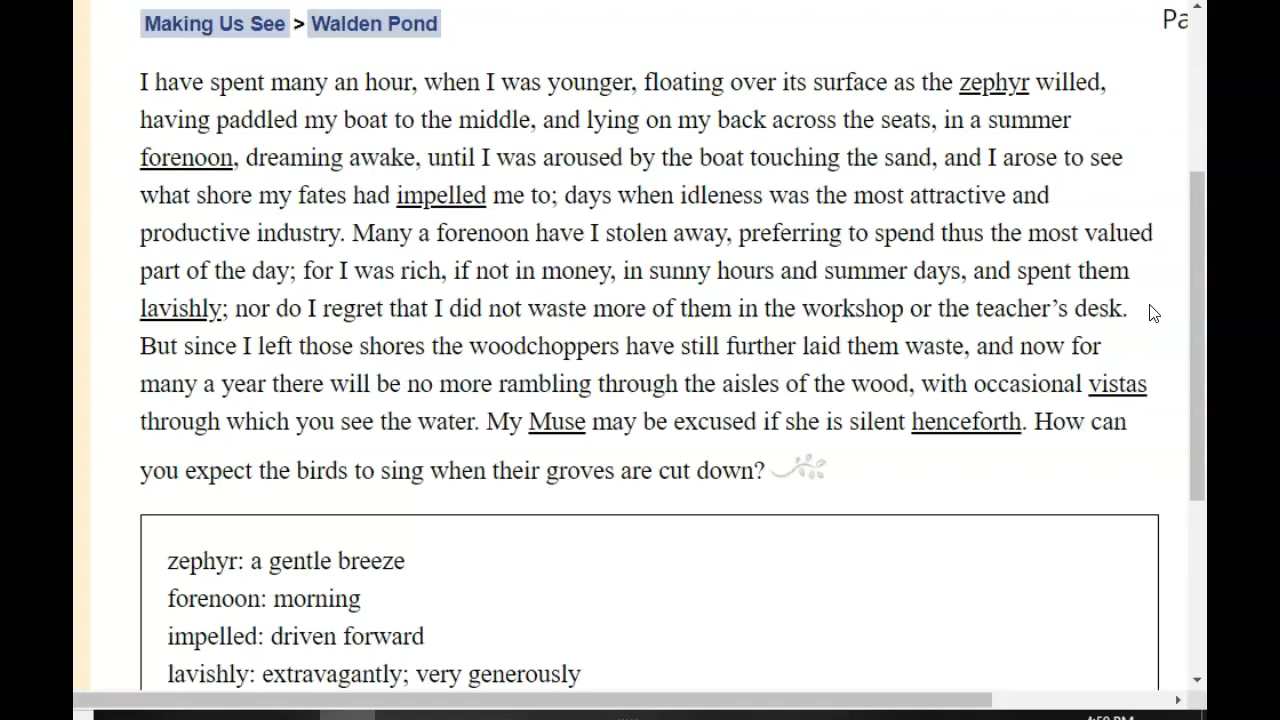 Making Us See > Walden Pond
Pa
I have spent many an hour, when I was younger, floating over its surface as the zephyr willed,
having paddled my boat to the middle, and lying on my back across the seats, in a summer
forenoon, dreaming awake, until I was aroused by the boat touching the sand, and I arose to see
what shore my fates had impelled me to; days when idleness was the most attractive and
productive industry. Many a forenoon have I stolen away, preferring to spend thus the most valued
part of the day; for I was rich, if not in money, in sunny hours and summer days, and spent them
lavishly; nor do I regret that I did not waste more of them in the workshop or the teacher’s desk.
But since I left those shores the woodchoppers have still further laid them waste, and now for
many a year there will be no more rambling through the aisles of the wood, with occasional vistas
through which you see the water. My Muse may be excused if she is silent henceforth. How can
you expect the birds to sing when their groves are cut down?
zephyr: a gentle breeze
forenoon: morning
impelled: driven forward
lavishly: extravagantly; very generously